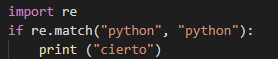 import re
if re.match("python", "python"):
    print ("cierto")